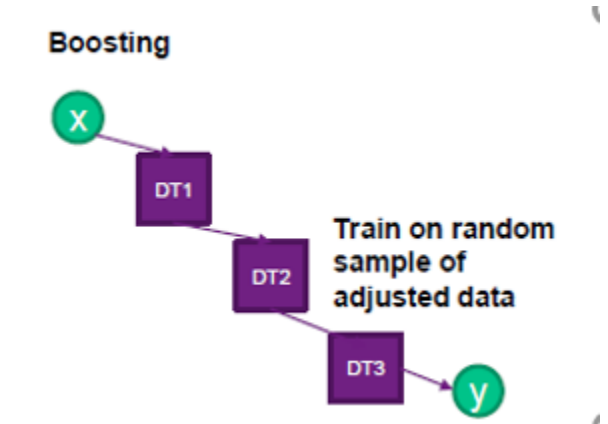 Boosting
x
DT1
DT2
Train on random
sample of
adjusted data
DT3
y